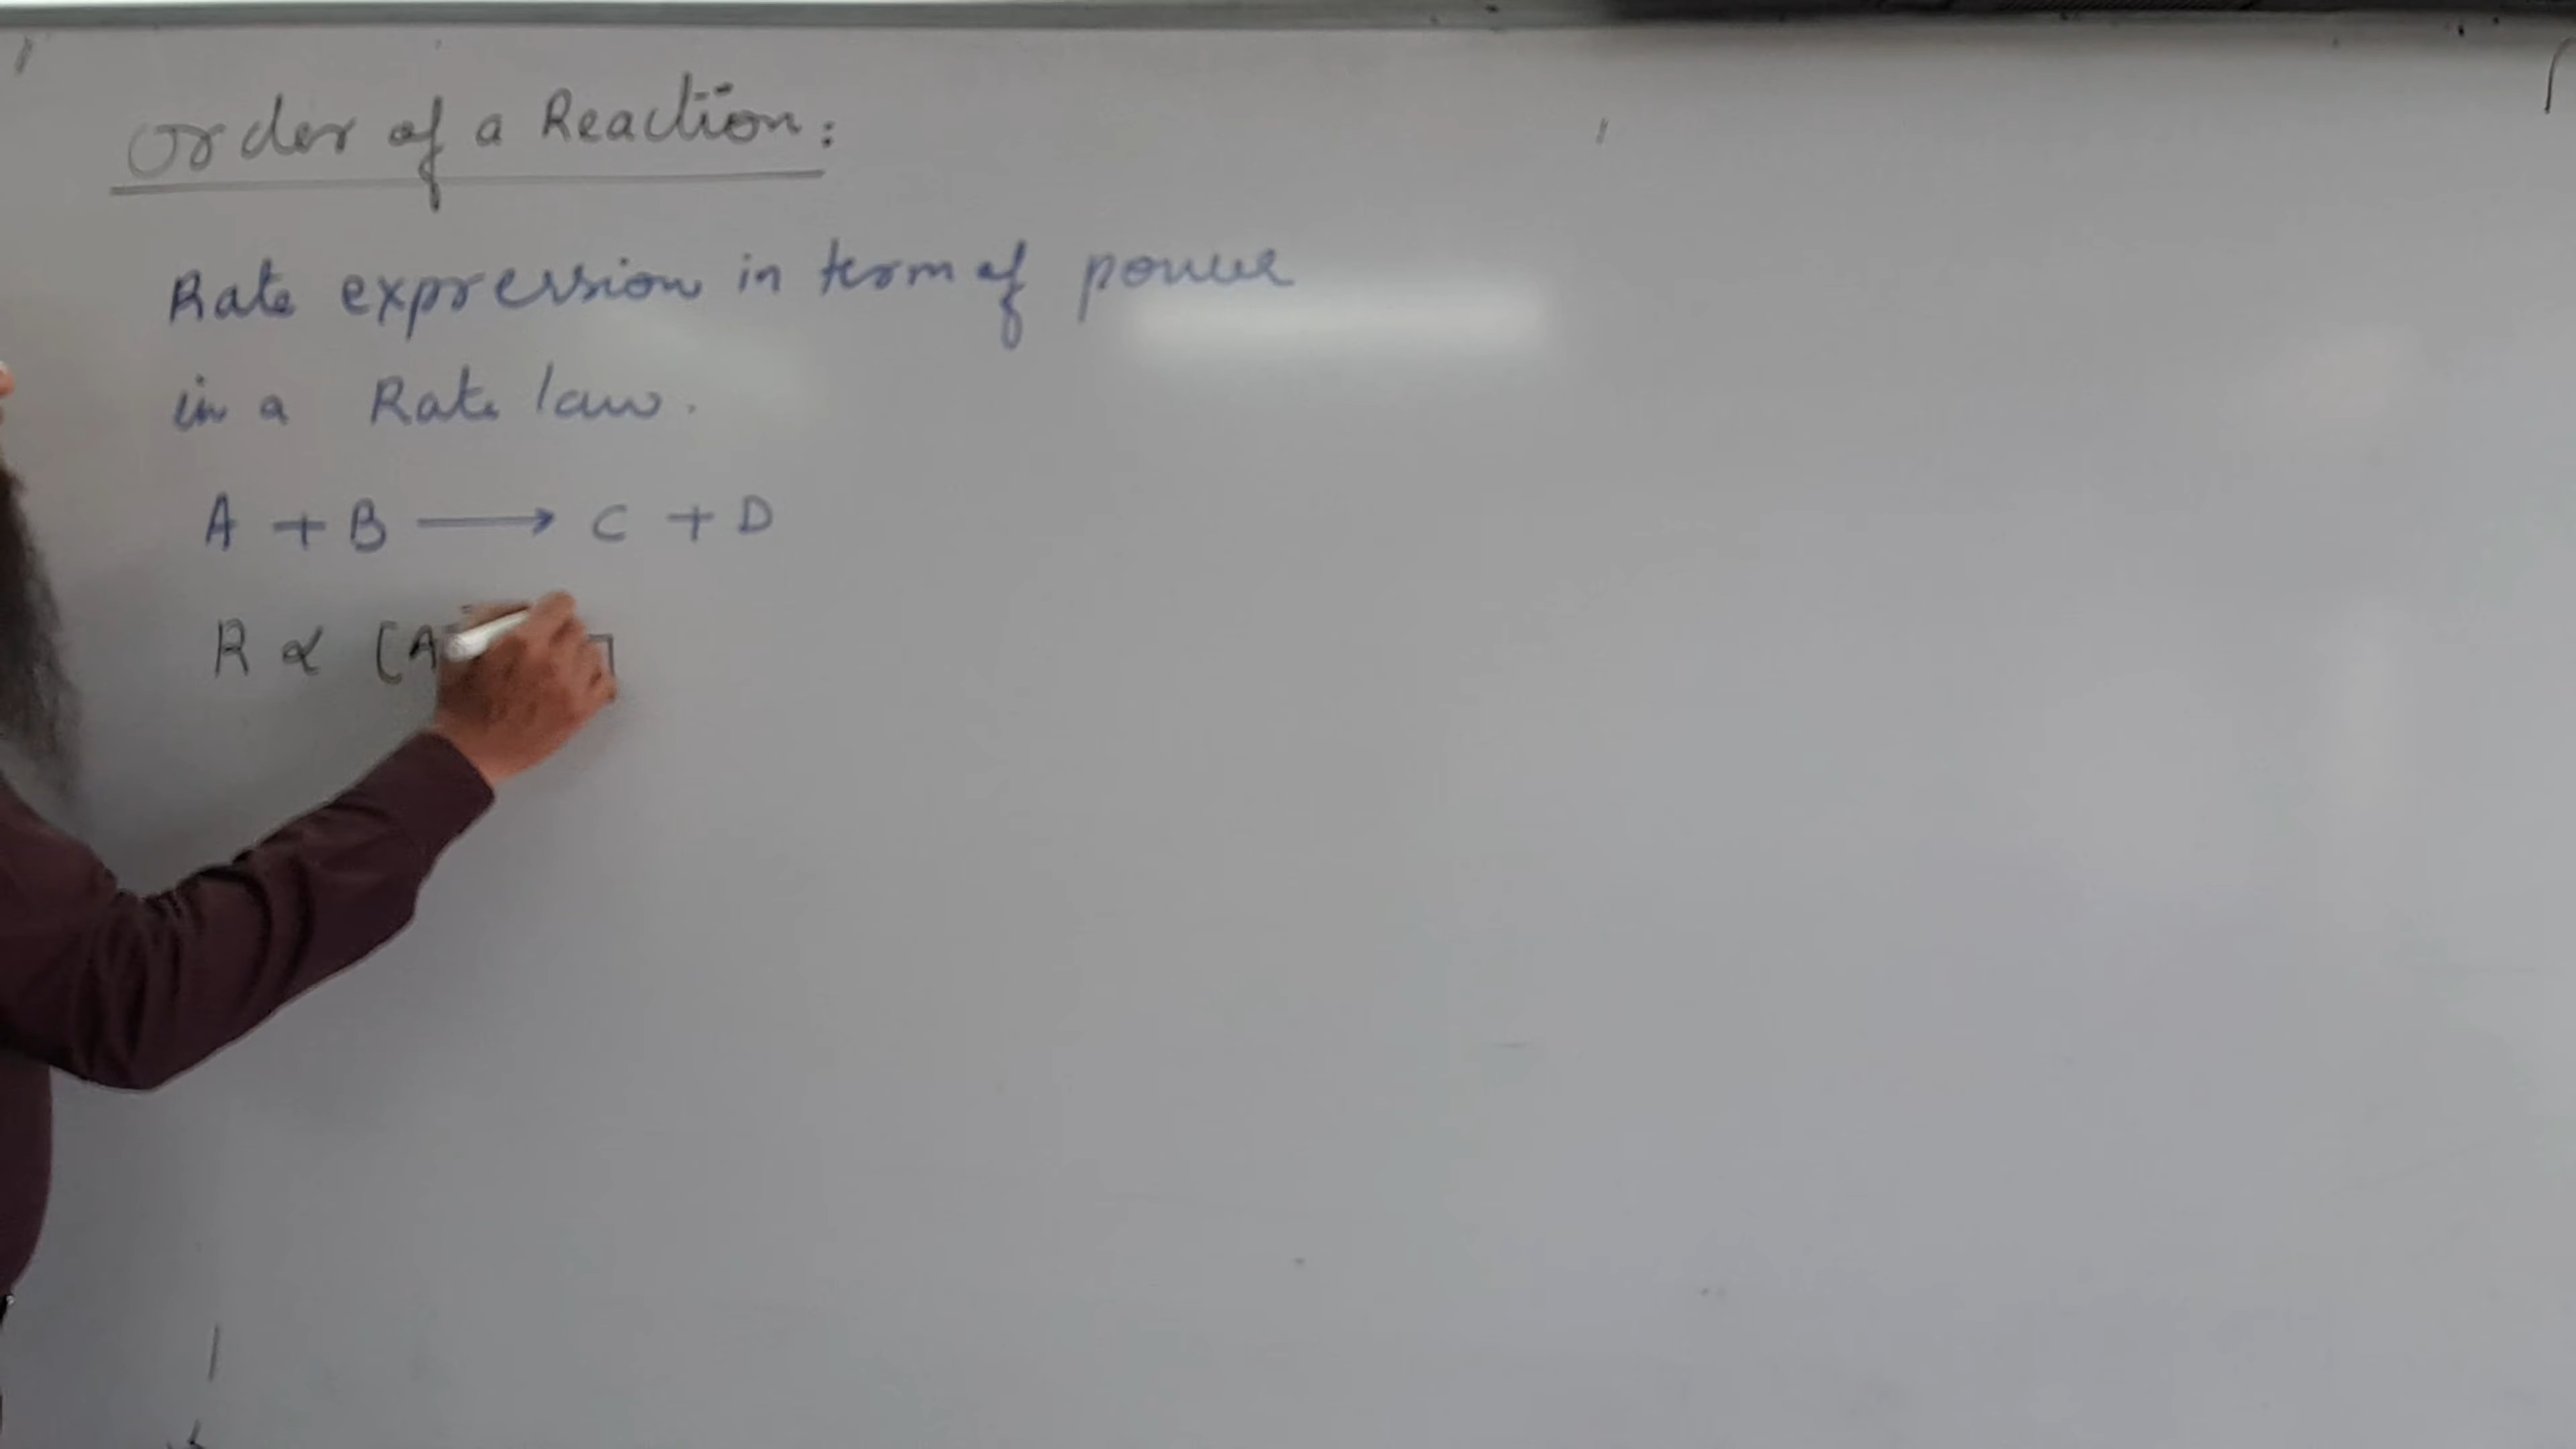 Order of a Reaction:
Rate expression in term of power
in a Rate law.
A + B ⟶ C + D
R ∝ [A ]